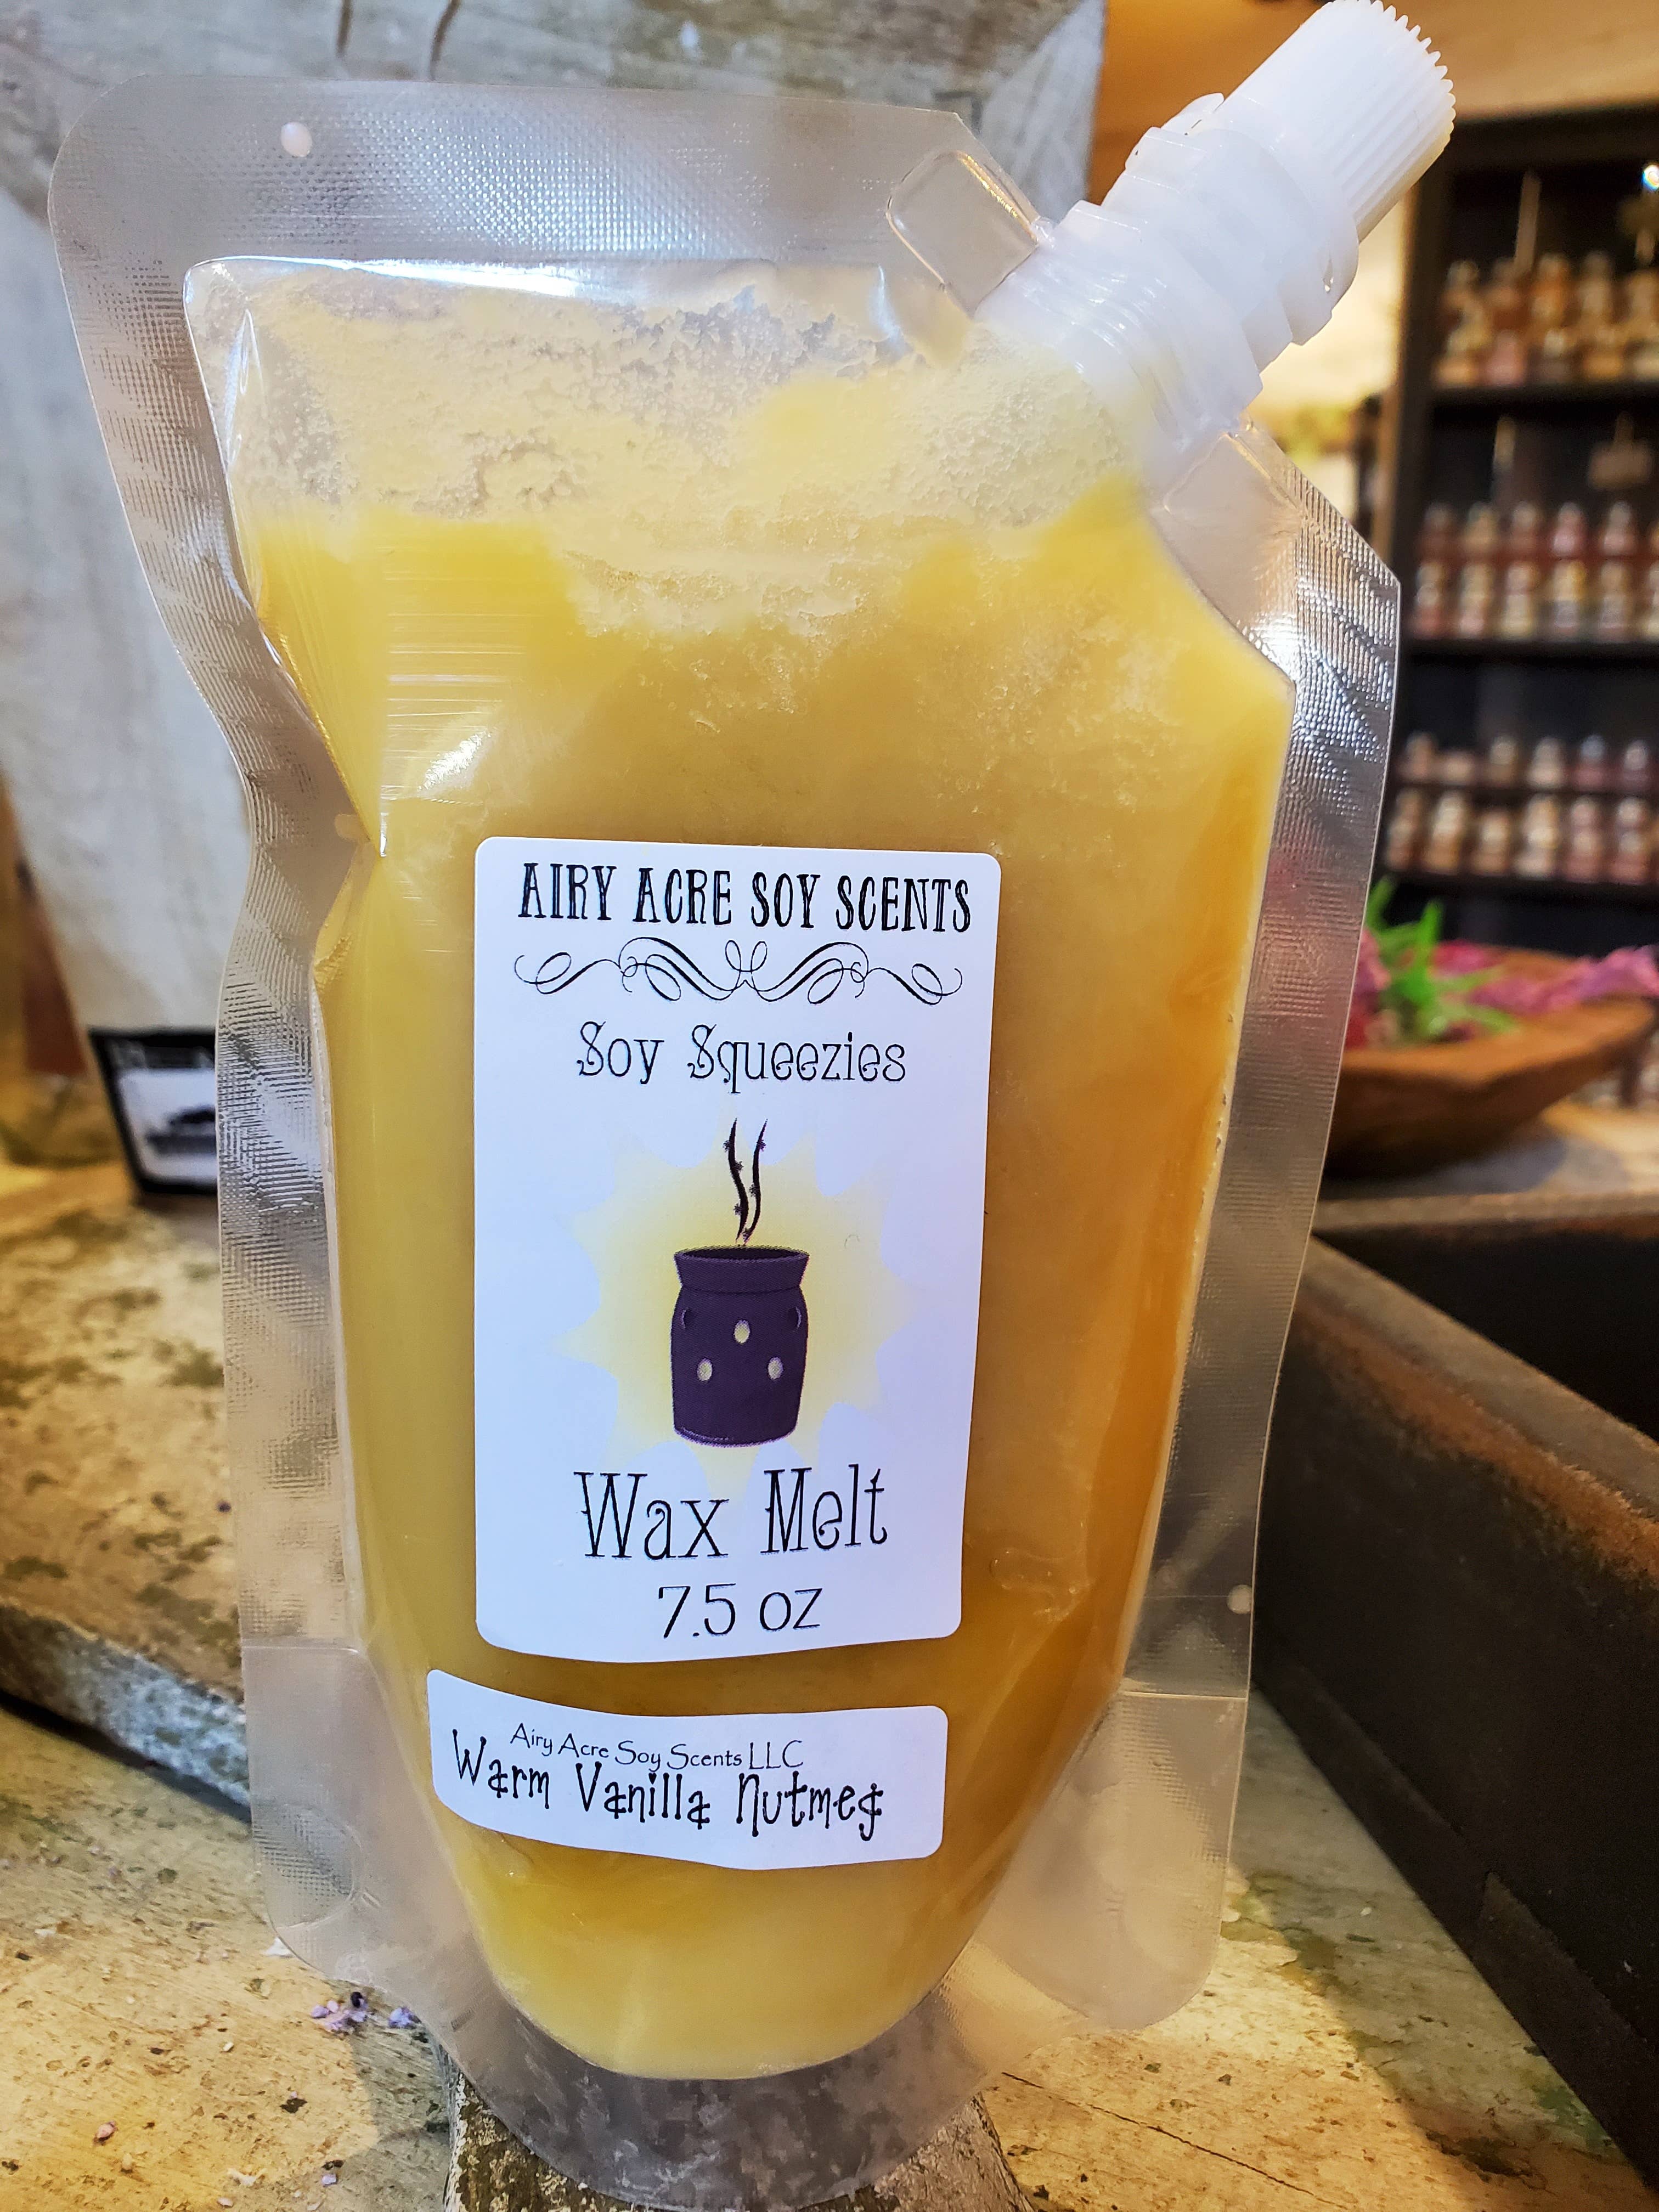 AIRY ACRE SOY SCENTS
Soy Squeezies
Wax Melt
7.5 oz
Airy Acre Soy Scents LLC
Warm Vanilla Nutmeg